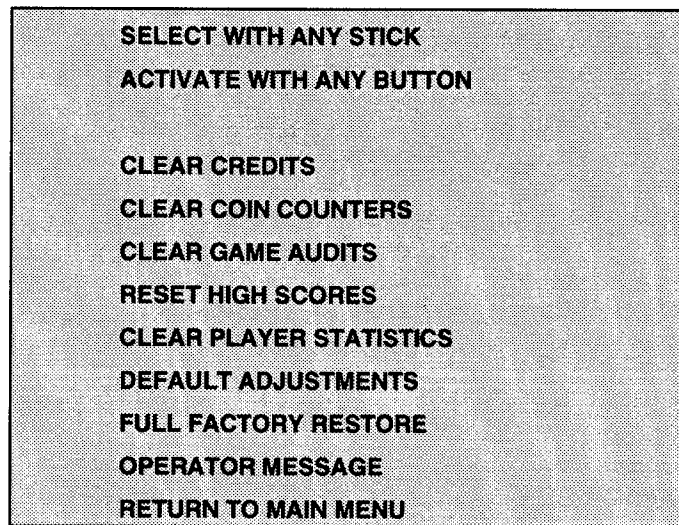 SELECT WITH ANY STICK
ACTIVATE WITH ANY BUTTON
CLEAR CREDITS
CLEAR COIN COUNTERS
CLEAR GAME AUDITS
RESET HIGH SCORES
CLEAR PLAYER STATISTICS
DEFAULT ADJUSTMENTS
FULL FACTORY RESTORE
OPERATOR MESSAGE
RETURN TO MAIN MENU